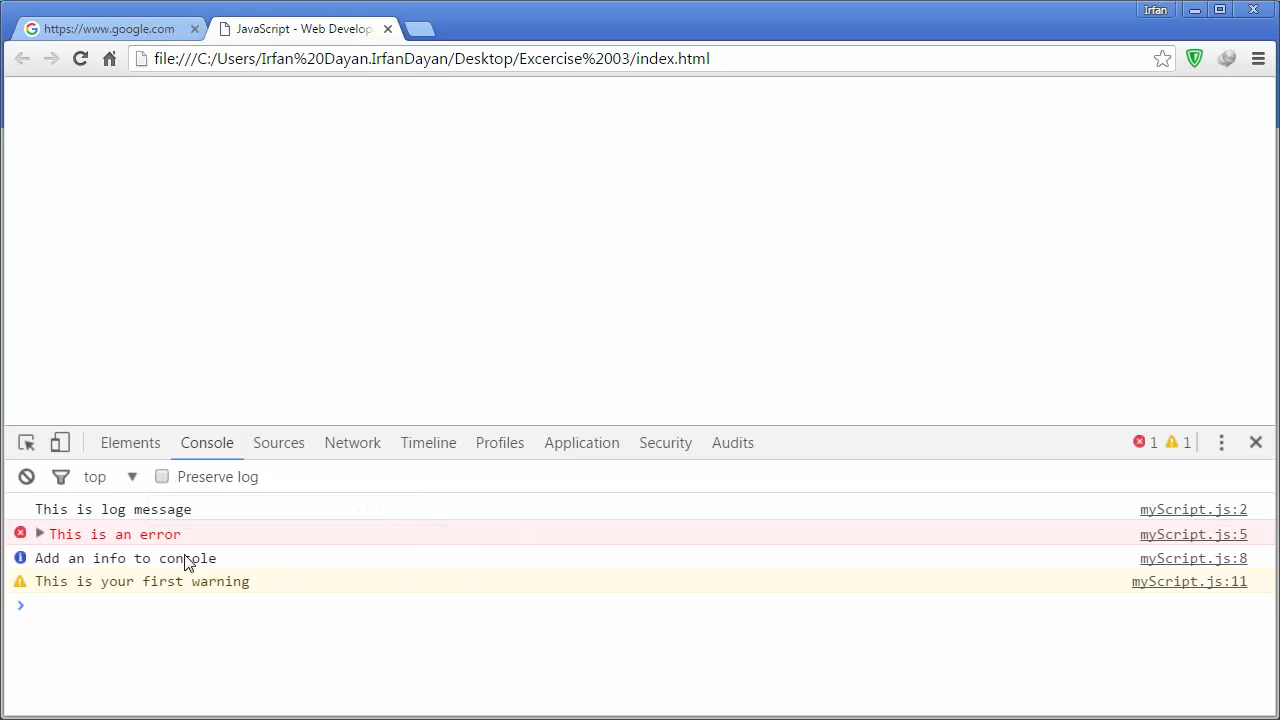 Irfan
https://www.google.com
JavaScript - Web Develop
file:///C:/Users/Irfan%20Dayan.IrfanDayan/Desktop/Excercise%2003/index.html
Elements Console Sources Network Timeline Profiles Application Security Audits 1 1
top Preserve log
This is log message myScript.js:2
This is an error myScript.js:5
Add an info to console myScript.js:8
This is your first warning myScript.js:11